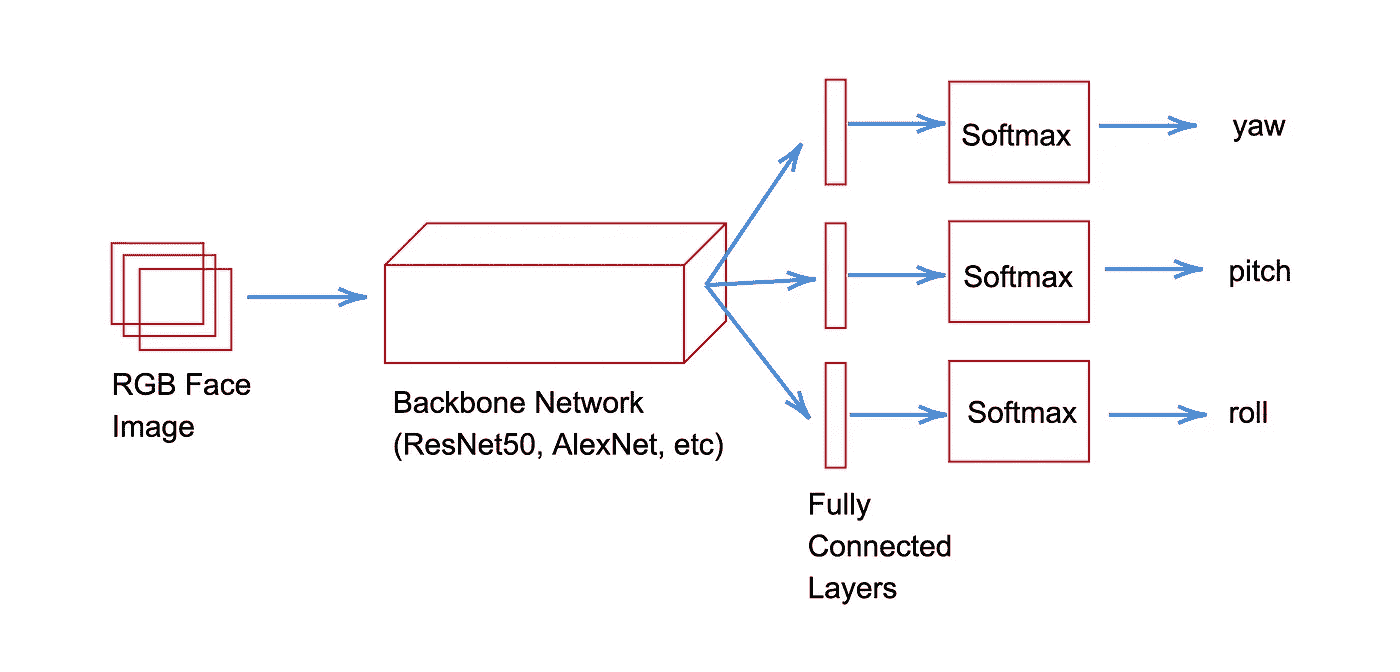 RGB Face
Image
Backbone Network
(ResNet50, AlexNet, etc)
Fully
Connected
Layers
Softmax
yaw
Softmax
pitch
Softmax
roll